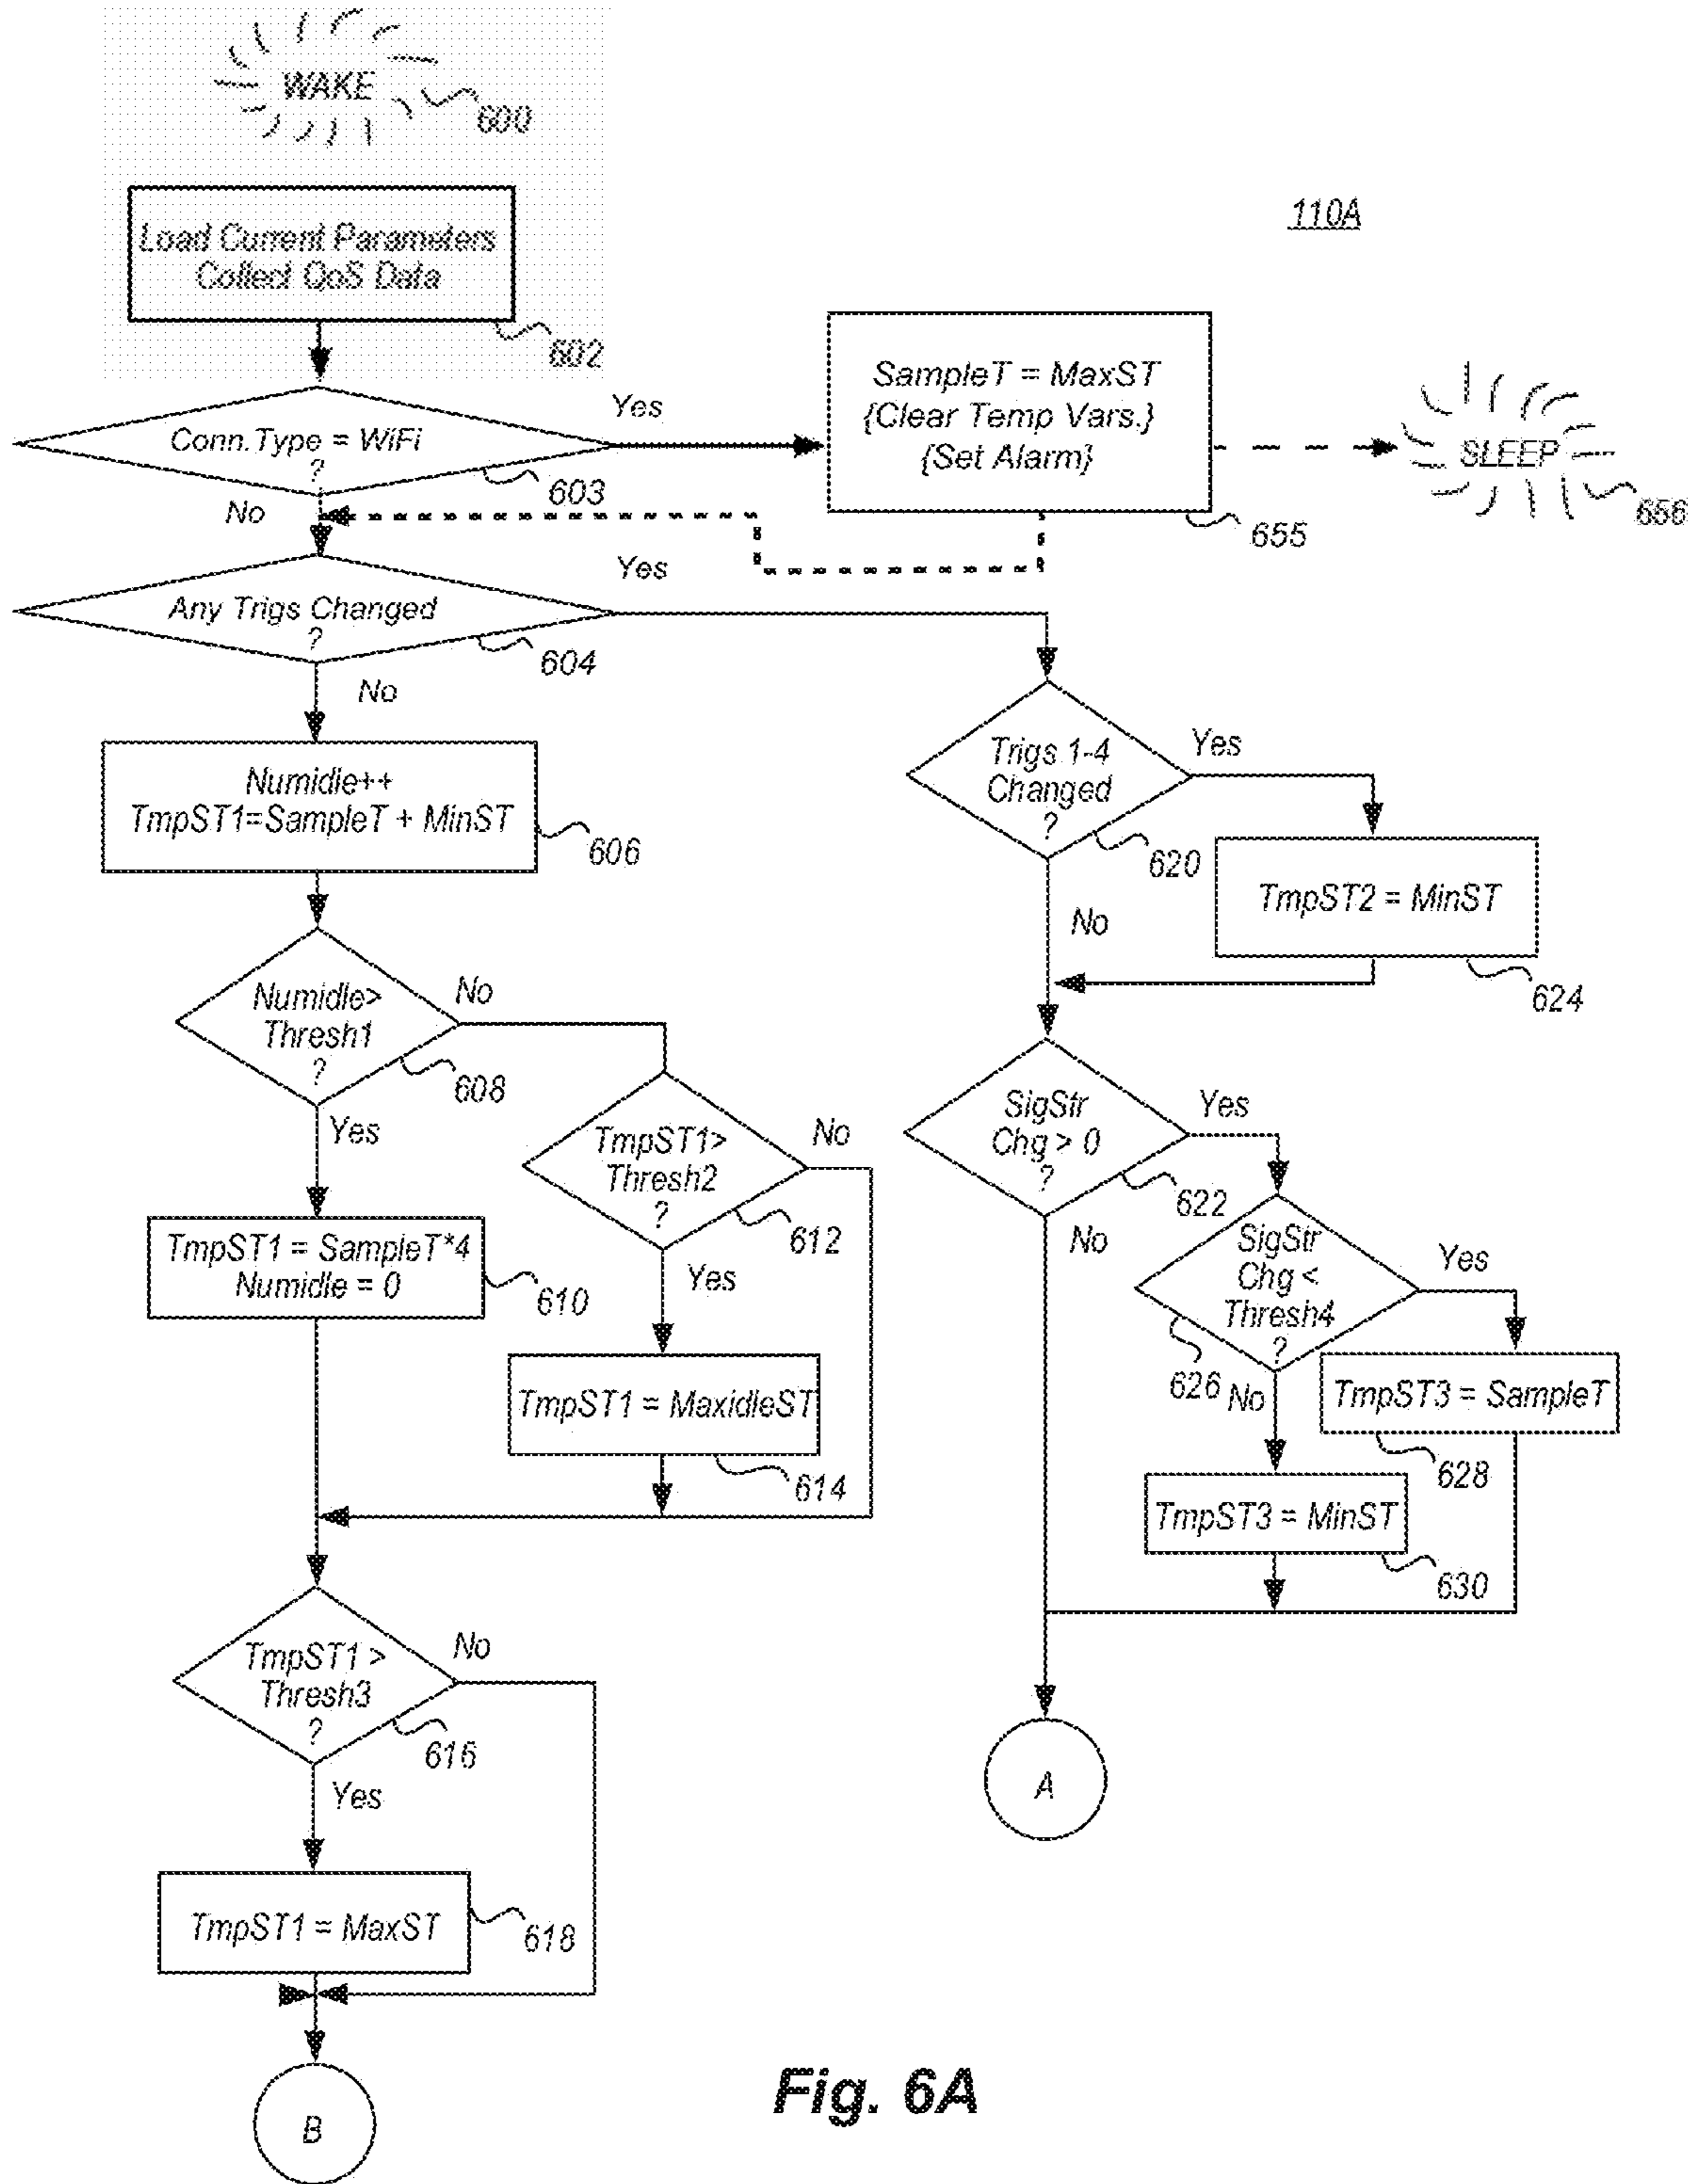 WAKE
600
110A
Load Current Parameters
Collect QoS Data
602
SampleT = MaxST
{Clear Temp Vars.}
{Set Alarm}
655
SLEEP
656
Conn.Type = WiFi
?
603
Yes
No
Any Trigs Changed
?
604
Yes
No
Numidle++
TmpST1=SampleT + MinST
606
Trigs 1-4
Changed
?
620
Yes
No
TmpST2 = MinST
624
Numidle>
Thresh1
?
608
No
Yes
TmpST1>
Thresh2
?
612
No
Yes
SigStr
Chg > 0
?
622
Yes
No
TmpST1 = SampleT*4
Numidle = 0
610
SigStr
Chg <
Thresh4
?
626
Yes
No
TmpST1 = MaxidleST
614
TmpST3 = SampleT
628
TmpST3 = MinST
630
TmpST1 >
Thresh3
?
616
No
Yes
A
TmpST1 = MaxST
618
B
Fig. 6A